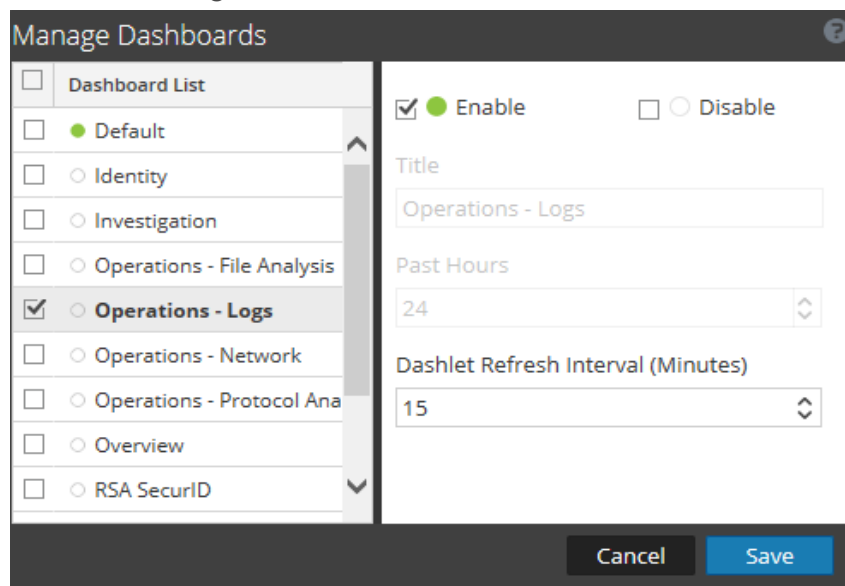 Manage Dashboards
?
Dashboard List
Default
Identity
Investigation
Operations - File Analysis
Operations - Logs
Operations - Network
Operations - Protocol Ana
Overview
RSA SecurID
Enable
Disable
Title
Operations - Logs
Past Hours
24
Dashlet Refresh Interval (Minutes)
15
Cancel
Save